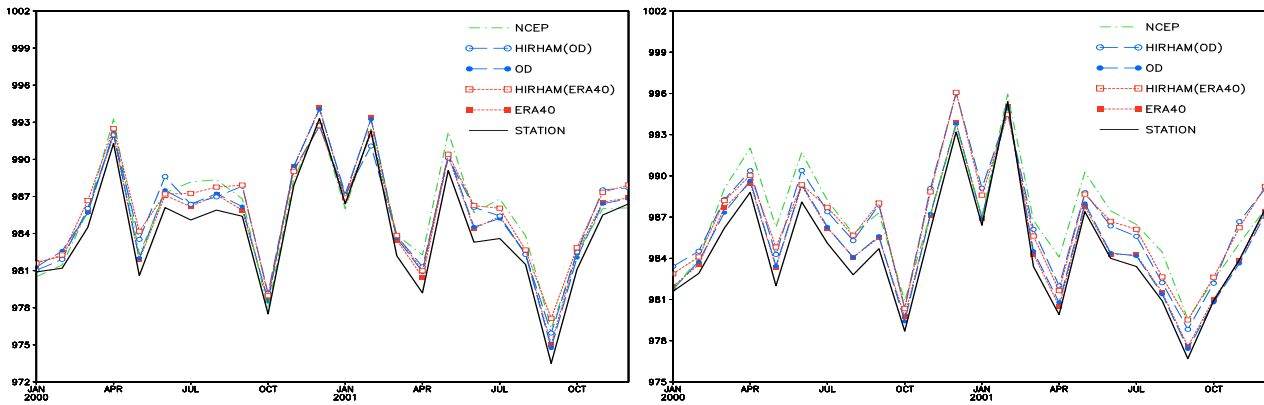 1002
999
996
993
990
987
984
981
978
975
972
JAN
2000
APR
JUL
OCT
JAN
2001
APR
JUL
OCT
NCEP
HIRHAM(OD)
OD
HIRHAM(ERA40)
ERA40
STATION
1002
999
996
993
990
987
984
981
978
975
JAN
2000
APR
JUL
OCT
JAN
2001
APR
JUL
OCT
NCEP
HIRHAM(OD)
OD
HIRHAM(ERA40)
ERA40
STATION